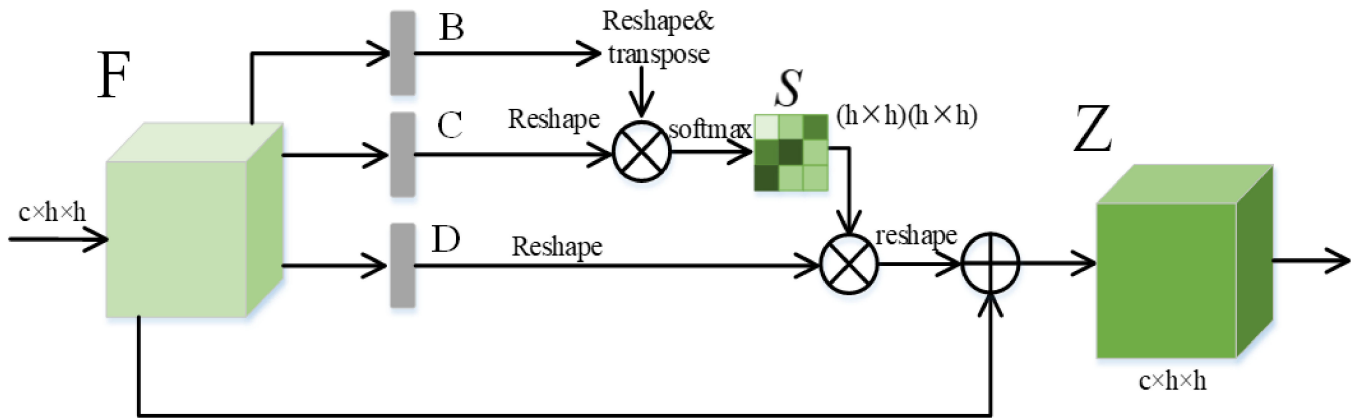 B
Reshape&
transpose
F
S
C
Reshape
softmax
(h×h)(h×h)
Z
c×h×h
D
Reshape
reshape
c×h×h